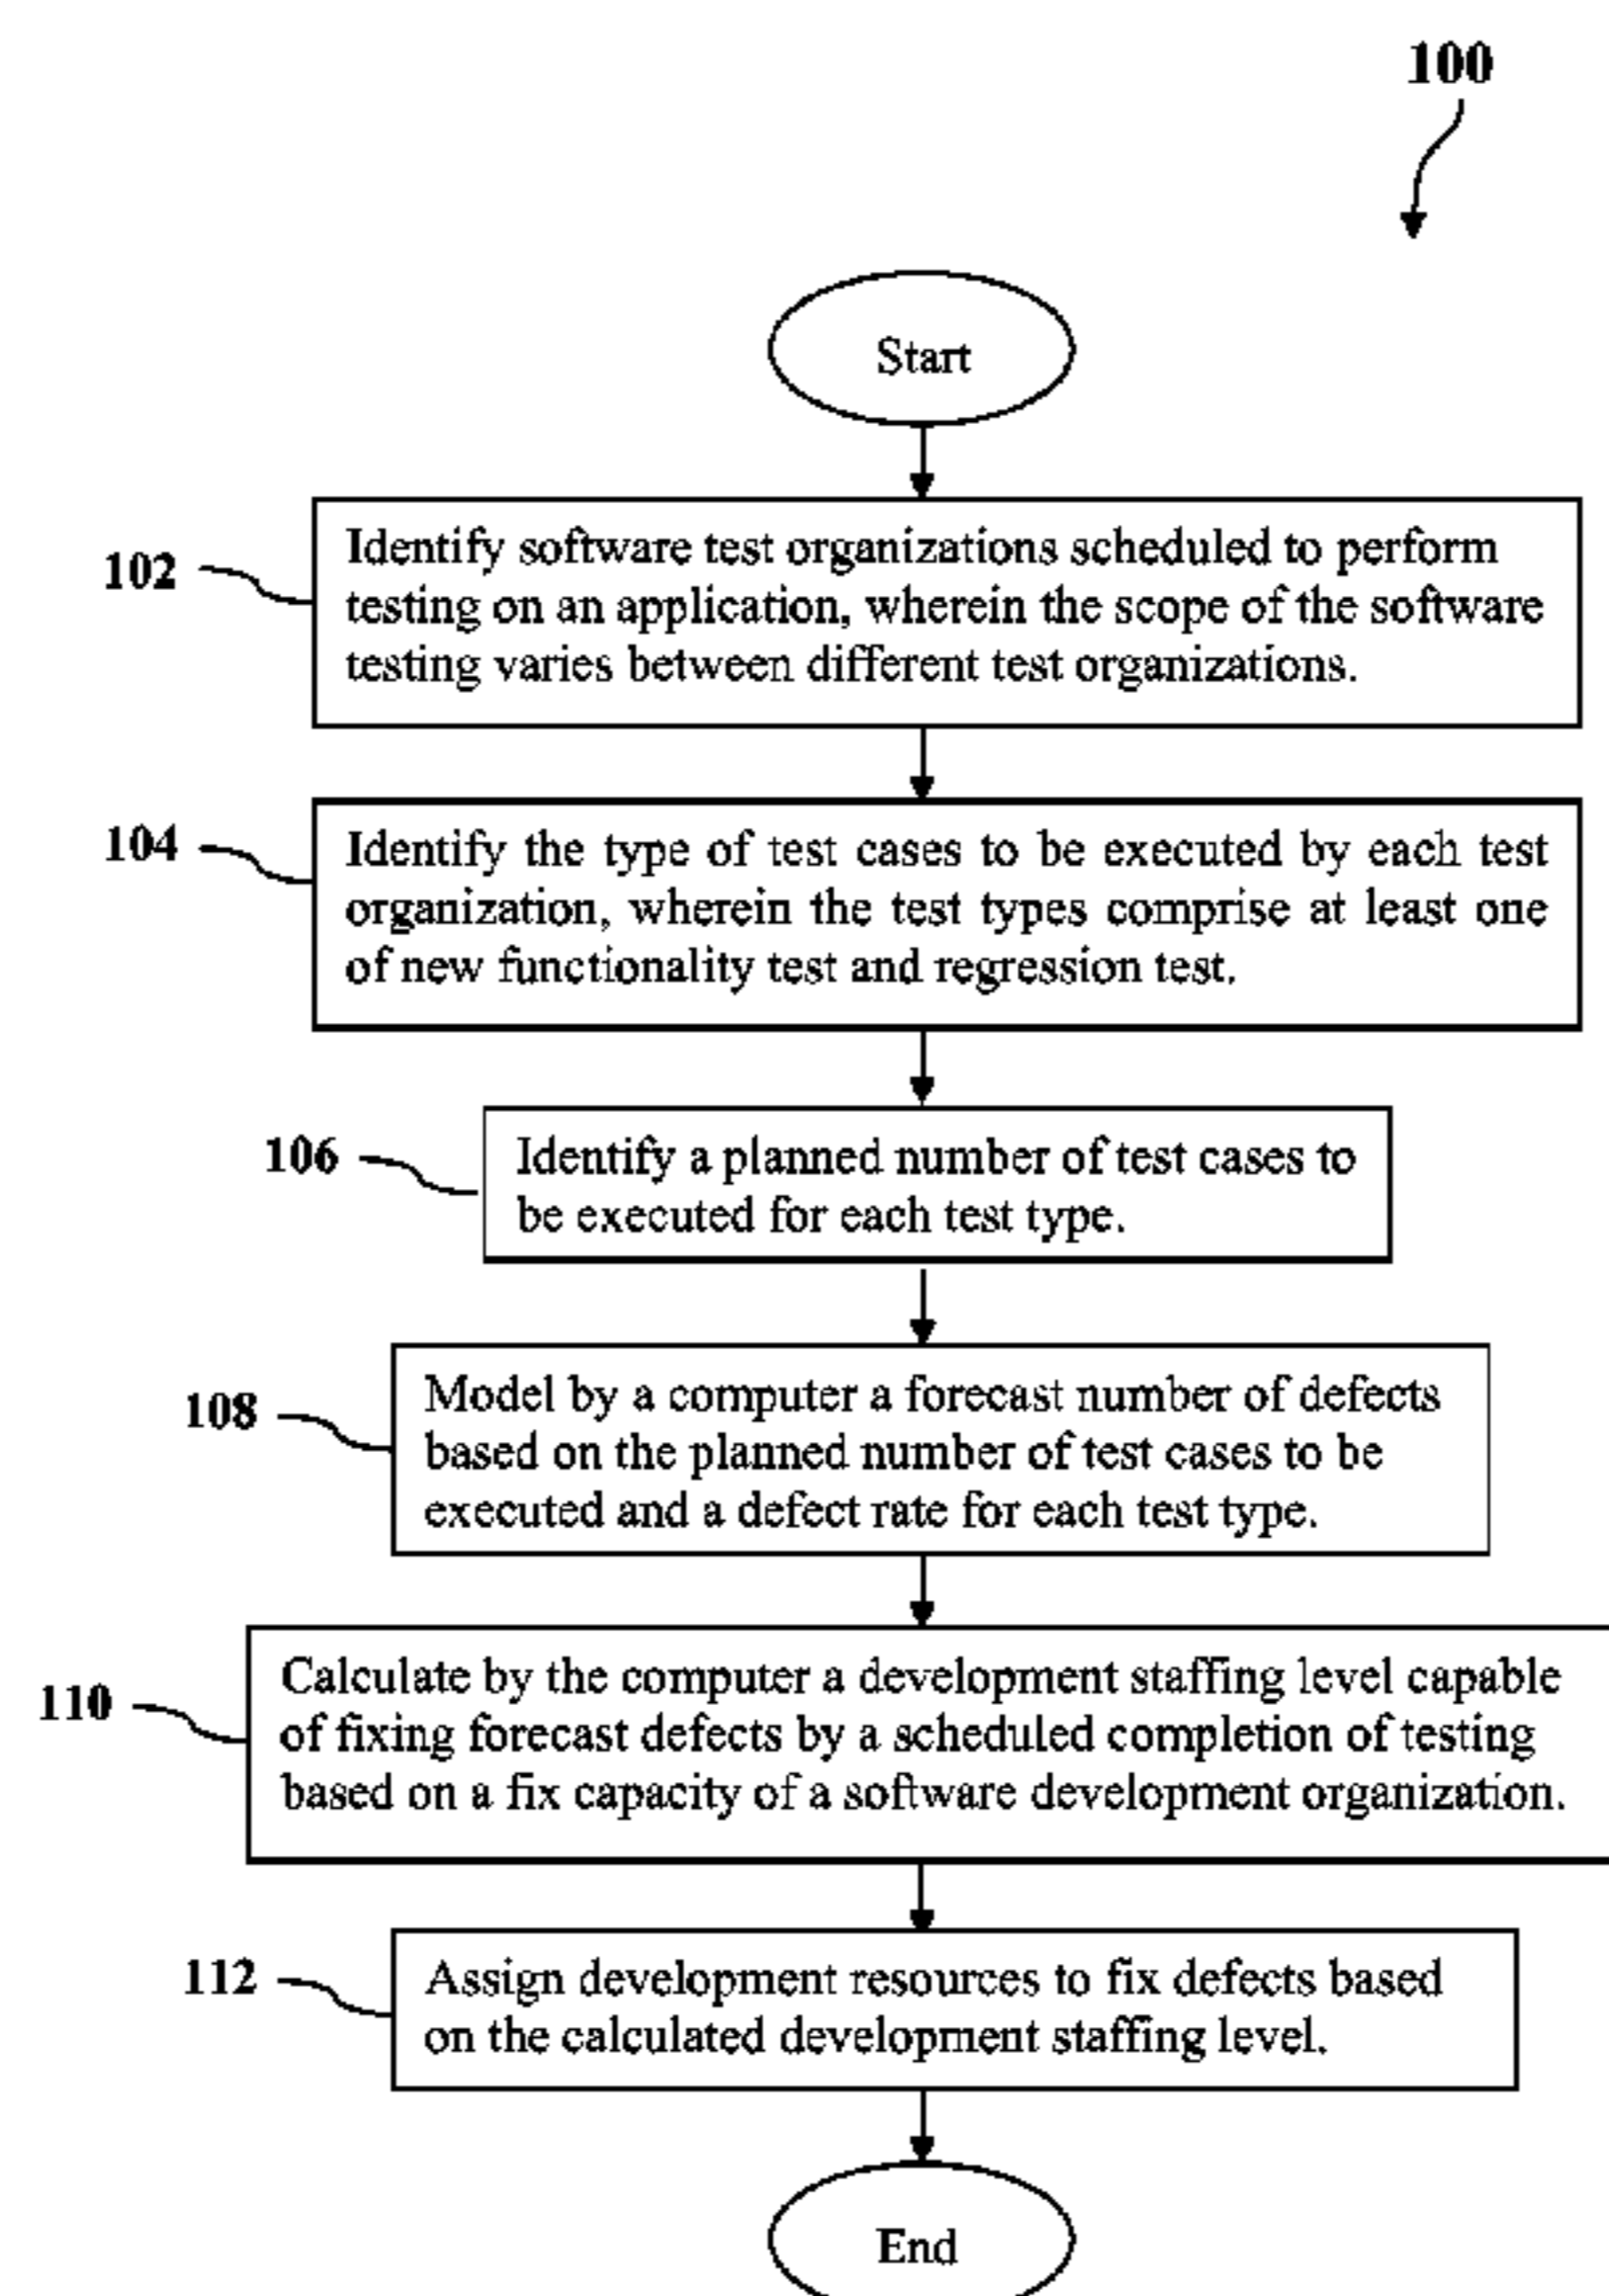 100
Start
102
Identify software test organizations scheduled to perform
testing on an application, wherein the scope of the software
testing varies between different test organizations.
104
Identify the type of test cases to be executed by each test
organization, wherein the test types comprise at least one
of new functionality test and regression test.
106
Identify a planned number of test cases to
be executed for each test type.
108
Model by a computer a forecast number of defects
based on the planned number of test cases to be
executed and a defect rate for each test type.
110
Calculate by the computer a development staffing level capable
of fixing forecast defects by a scheduled completion of testing
based on a fix capacity of a software development organization.
112
Assign development resources to fix defects based
on the calculated development staffing level.
End